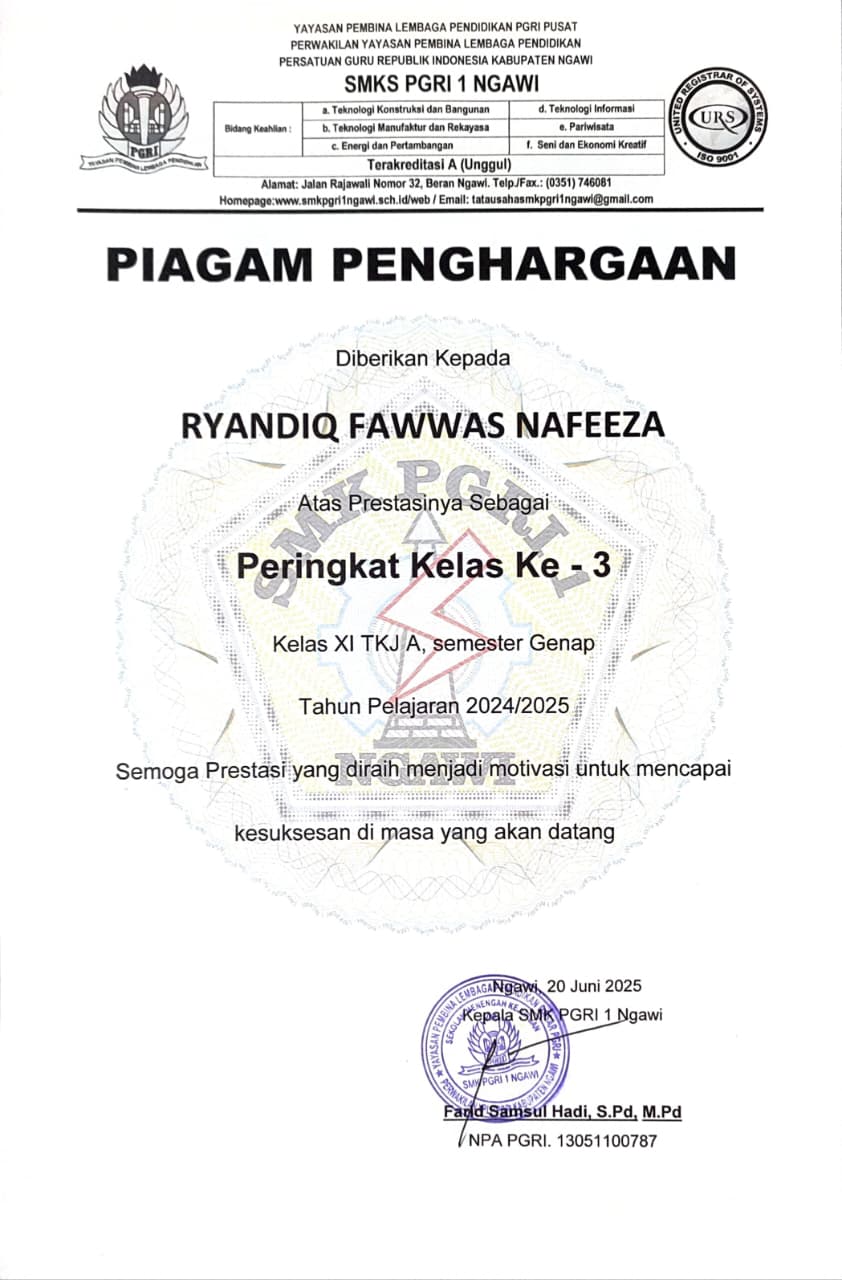 YAYASAN PEMBINA LEMBAGA PENDIDIKAN PGRI PUSAT
PERWAKILAN YAYASAN PEMBINA LEMBAGA PENDIDIKAN
PERSATUAN GURU REPUBLIK INDONESIA KABUPATEN NGAWI
SMKS PGRI 1 NGAWI
Bidang Keahlian :
a. Teknologi Konstruksi dan Bangunan
d. Teknologi Informasi
b. Teknologi Manufaktur dan Rekayasa
e. Pariwisata
c. Energi dan Pertambangan
f. Seni dan Ekonomi Kreatif
Terakreditasi A (Unggul)
Alamat: Jalan Rajawali Nomor 32, Beran Ngawi. Telp./Fax.: (0351) 746081
Homepage:www.smkpgri1ngawi.sch.id/web / Email: tatausahasmkpgri1ngawi@gmail.com
PGRI
YAYASAN PEMBINA LEMBAGA PENDIDIKAN
UNITED REGISTRAR OF SYSTEMS
URS
ISO 9001
PIAGAM PENGHARGAAN
Diberikan Kepada
RYANDIQ FAWWAS NAFEEZA
Atas Prestasinya Sebagai
Peringkat Kelas Ke - 3
Kelas XI TKJ A, semester Genap
Tahun Pelajaran 2024/2025
Semoga Prestasi yang diraih menjadi motivasi untuk mencapai
kesuksesan di masa yang akan datang
SMK PGRI 1
NGAWI
Ngawi, 20 Juni 2025
Kepala SMK PGRI 1 Ngawi
YAYASAN PEMBINA LEMBAGA PGRI
SMK PGRI 1 NGAWI
KABUPATEN NGAWI
Farid Samsul Hadi, S.Pd, M.Pd
NPA PGRI. 13051100787